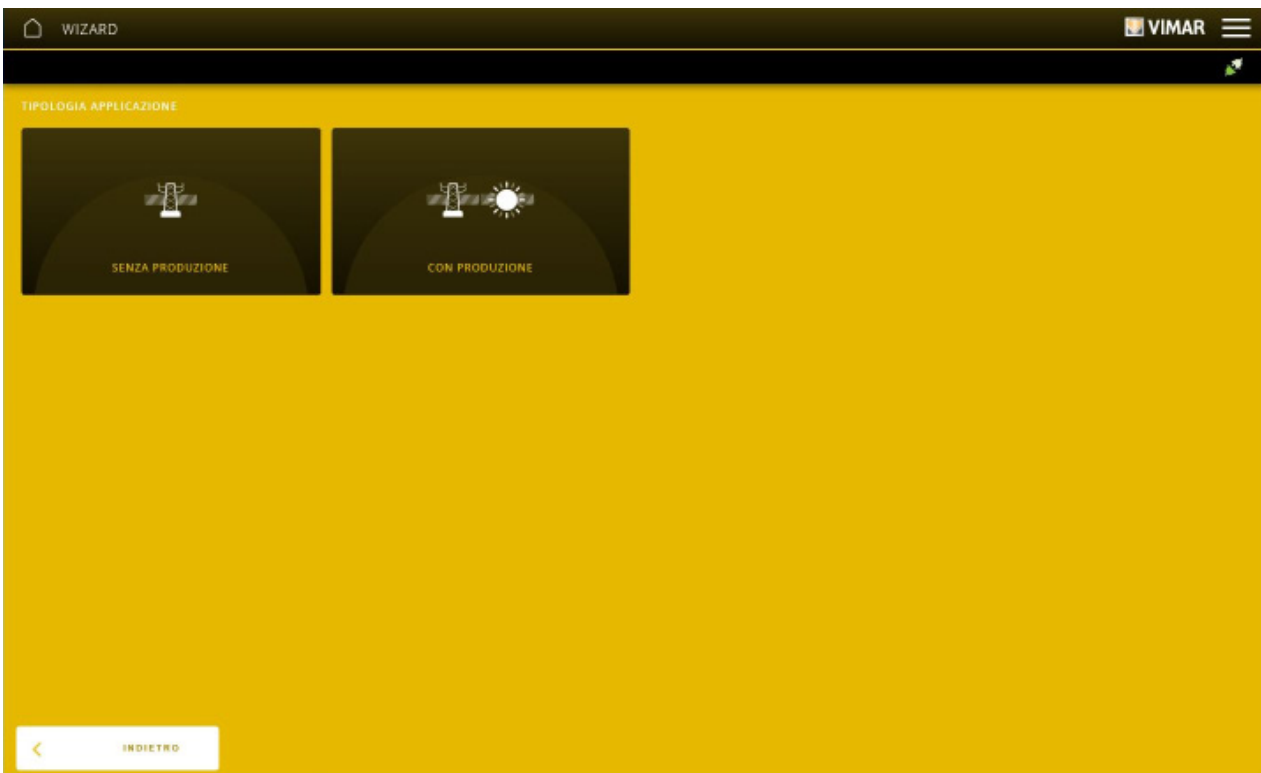 WIZARD
VIMAR
TIPOLOGIA APPLICAZIONE
SENZA PRODUZIONE
CON PRODUZIONE
INDIETRO